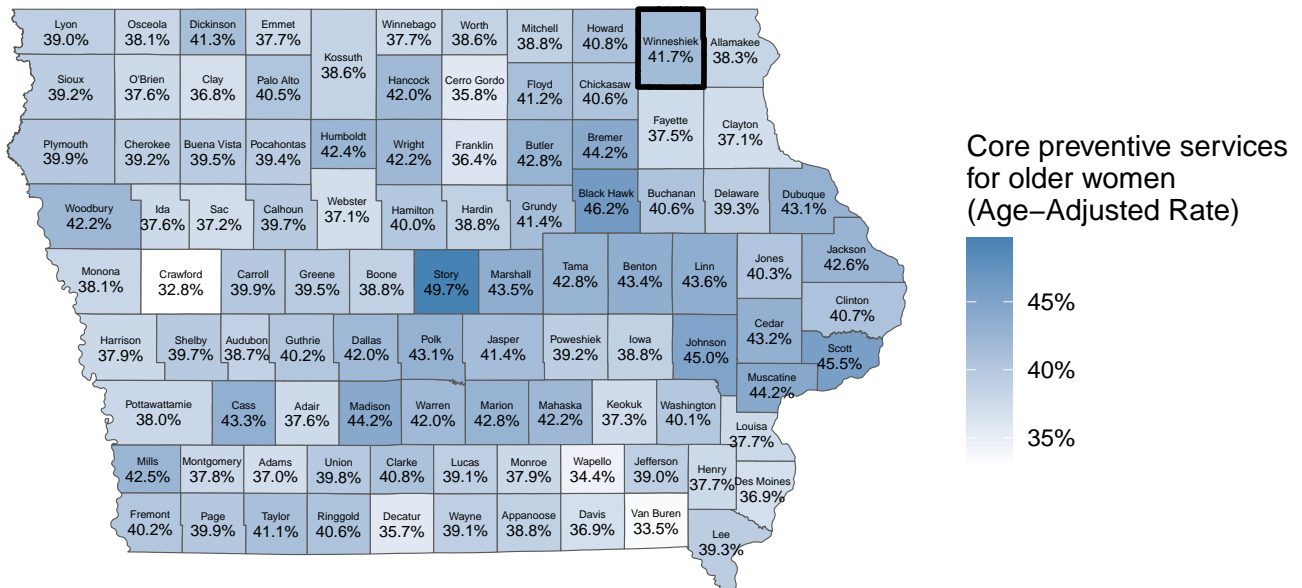 Lyon
39.0%
Osceola
38.1%
Dickinson
41.3%
Emmet
37.7%
Kossuth
38.6%
Winnebago
37.7%
Worth
38.6%
Mitchell
38.8%
Howard
40.8%
Winneshiek
41.7%
Allamakee
38.3%
Sioux
39.2%
O'Brien
37.6%
Clay
36.8%
Palo Alto
40.5%
Hancock
42.0%
Cerro Gordo
35.8%
Floyd
41.2%
Chickasaw
40.6%
Fayette
37.5%
Clayton
37.1%
Plymouth
39.9%
Cherokee
39.2%
Buena Vista
39.5%
Pocahontas
39.4%
Humboldt
42.4%
Wright
42.2%
Franklin
36.4%
Butler
42.8%
Bremer
44.2%
Woodbury
42.2%
Ida
37.6%
Sac
37.2%
Calhoun
39.7%
Webster
37.1%
Hamilton
40.0%
Hardin
38.8%
Grundy
41.4%
Black Hawk
46.2%
Buchanan
40.6%
Delaware
39.3%
Dubuque
43.1%
Monona
38.1%
Crawford
32.8%
Carroll
39.9%
Greene
39.5%
Boone
38.8%
Story
49.7%
Marshall
43.5%
Tama
42.8%
Benton
43.4%
Linn
43.6%
Jones
40.3%
Jackson
42.6%
Clinton
40.7%
Harrison
37.9%
Shelby
39.7%
Audubon
38.7%
Guthrie
40.2%
Dallas
42.0%
Polk
43.1%
Jasper
41.4%
Poweshiek
39.2%
Iowa
38.8%
Johnson
45.0%
Cedar
43.2%
Scott
45.5%
Muscatine
44.2%
Pottawattamie
38.0%
Cass
43.3%
Adair
37.6%
Madison
44.2%
Warren
42.0%
Marion
42.8%
Mahaska
42.2%
Keokuk
37.3%
Washington
40.1%
Louisa
37.7%
Mills
42.5%
Montgomery
37.8%
Adams
37.0%
Union
39.8%
Clarke
40.8%
Lucas
39.1%
Monroe
37.9%
Wapello
34.4%
Jefferson
39.0%
Henry
37.7%
Des Moines
36.9%
Fremont
40.2%
Page
39.9%
Taylor
41.1%
Ringgold
40.6%
Decatur
35.7%
Wayne
39.1%
Appanoose
38.8%
Davis
36.9%
Van Buren
33.5%
Lee
39.3%
Core preventive services
for older women
(Age−Adjusted Rate)
45%
40%
35%